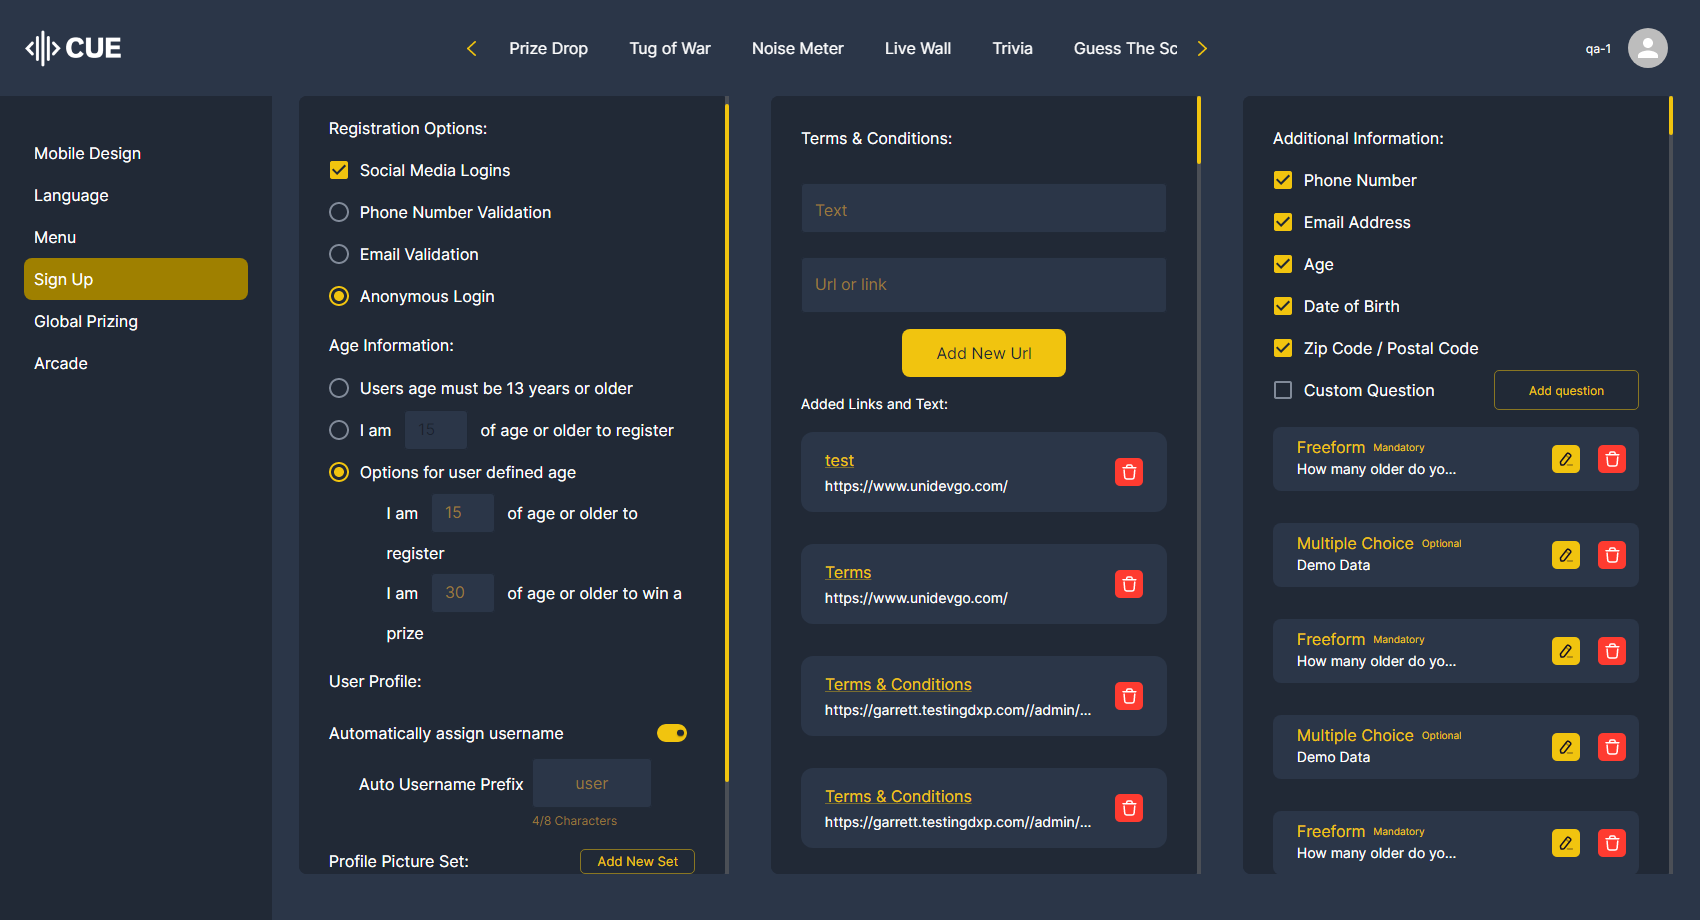 CUE
Prize Drop
Tug of War
Noise Meter
Live Wall
Trivia
Guess The Sc
qa-1
Mobile Design
Language
Menu
Sign Up
Global Prizing
Arcade
Registration Options:
Social Media Logins
Phone Number Validation
Email Validation
Anonymous Login
Age Information:
Users age must be 13 years or older
I am 15 of age or older to register
Options for user defined age
I am 15 of age or older to
register
I am 30 of age or older to win a
prize
User Profile:
Automatically assign username
Auto Username Prefix user
4/8 Characters
Profile Picture Set:
Add New Set
Terms & Conditions:
Text
Url or link
Add New Url
Added Links and Text:
test
https://www.unidevgo.com/
Terms
https://www.unidevgo.com/
Terms & Conditions
https://garrett.testingdxp.com//admin/...
Terms & Conditions
https://garrett.testingdxp.com//admin/...
Additional Information:
Phone Number
Email Address
Age
Date of Birth
Zip Code / Postal Code
Custom Question
Add question
Freeform Mandatory
How many older do yo...
Multiple Choice Optional
Demo Data
Freeform Mandatory
How many older do yo...
Multiple Choice Optional
Demo Data
Freeform Mandatory
How many older do yo...